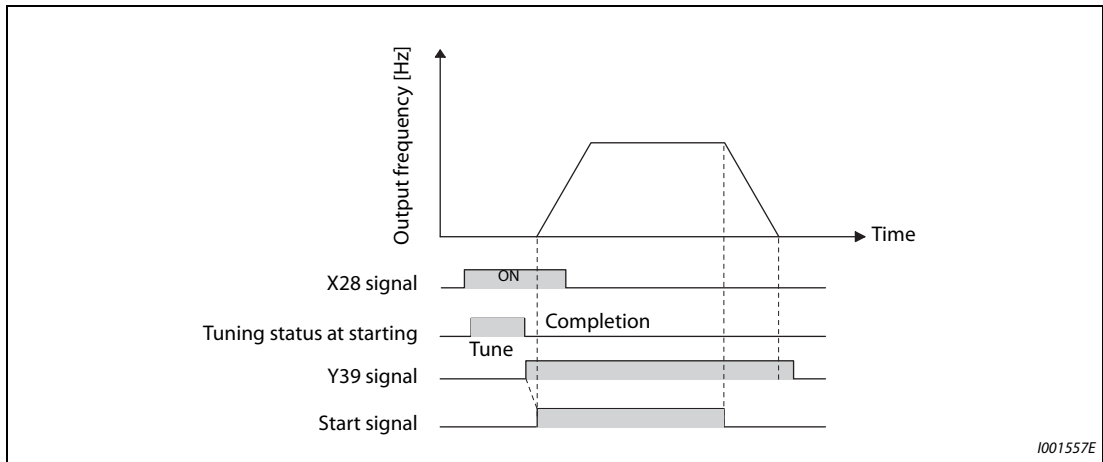 Output frequency [Hz]
Time
X28 signal
ON
Tuning status at starting
Completion
Tune
Y39 signal
Start signal
I001557E